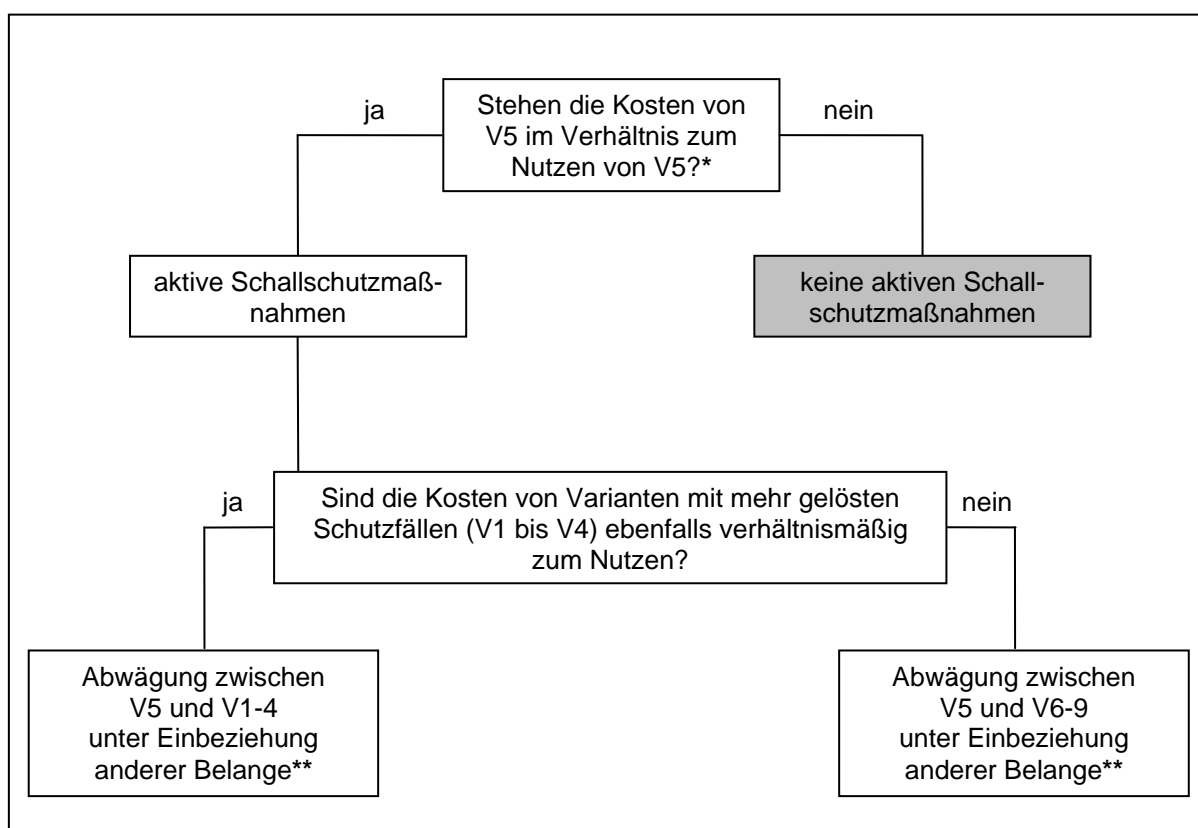 ja
Stehen die Kosten von
V5 im Verhältnis zum
Nutzen von V5?*
nein
aktive Schallschutzmaß-
nahmen
keine aktiven Schall-
schutzmaßnahmen
ja
Sind die Kosten von Varianten mit mehr gelösten
Schutzfällen (V1 bis V4) ebenfalls verhältnismäßig
zum Nutzen?
nein
Abwägung zwischen
V5 und V1-4
unter Einbeziehung
anderer Belange**
Abwägung zwischen
V5 und V6-9
unter Einbeziehung
anderer Belange**